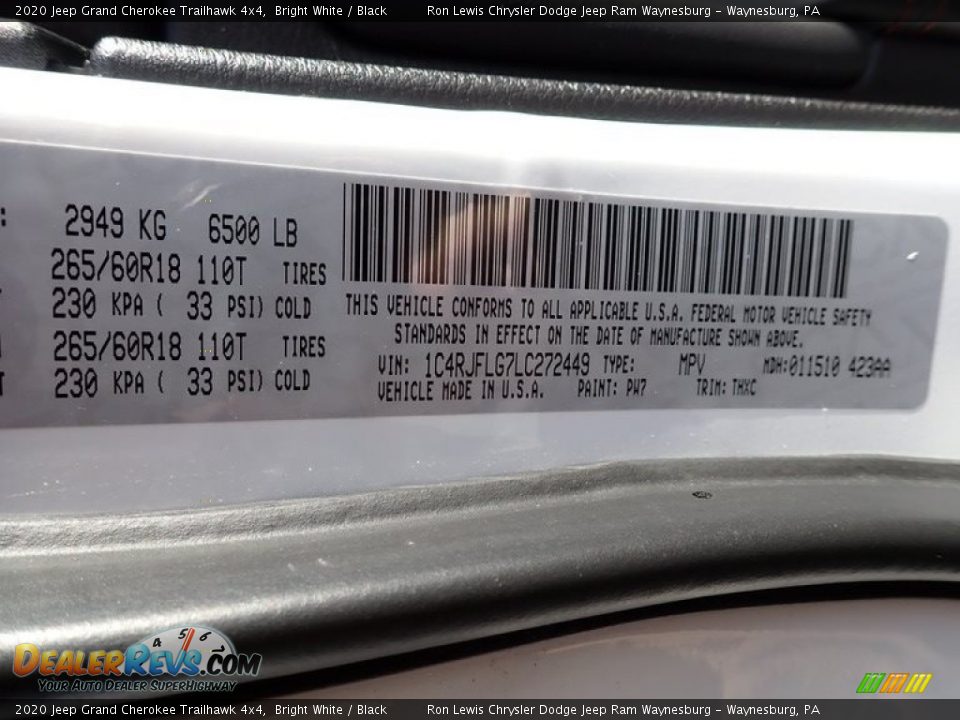 2020 Jeep Grand Cherokee Trailhawk 4x4, Bright White / Black Ron Lewis Chrysler Dodge Jeep Ram Waynesburg - Waynesburg, PA
2949 KG 6500 LB
265/60R18 110T TIRES
230 KPA ( 33 PSI) COLD
265/60R18 110T TIRES
230 KPA ( 33 PSI) COLD
THIS VEHICLE CONFORMS TO ALL APPLICABLE U.S.A. FEDERAL MOTOR VEHICLE SAFETY
STANDARDS IN EFFECT ON THE DATE OF MANUFACTURE SHOWN ABOVE.
VIN: 1C4RJFLG7LC272449 TYPE: MPV MDH:011510 423AA
VEHICLE MADE IN U.S.A. PAINT: PW7 TRIM: THXC
4 5 6
DealerRevs.com
Your Auto Dealer SuperHighway
2020 Jeep Grand Cherokee Trailhawk 4x4, Bright White / Black Ron Lewis Chrysler Dodge Jeep Ram Waynesburg - Waynesburg, PA